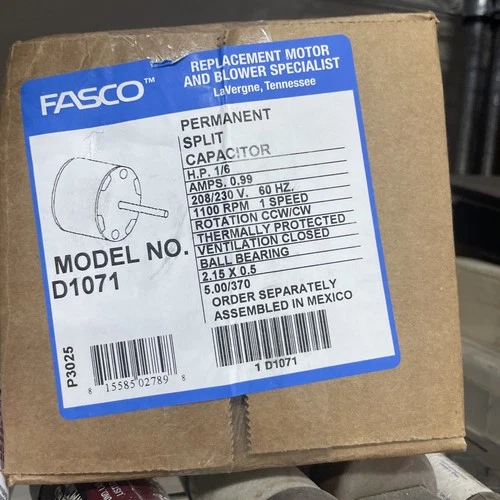 FASCO™
REPLACEMENT MOTOR
AND BLOWER SPECIALIST
LaVergne, Tennessee
PERMANENT
SPLIT
CAPACITOR
H.P. 1/6
AMPS. 0.99
208/230 V. 60 HZ.
1100 RPM 1 SPEED
ROTATION CCW/CW
THERMALLY PROTECTED
VENTILATION CLOSED
BALL BEARING
2.15 X 0.5
5.00/370
ORDER SEPARATELY
ASSEMBLED IN MEXICO
MODEL NO.
D1071
P3025
8 15585 02789 8
1 D1071